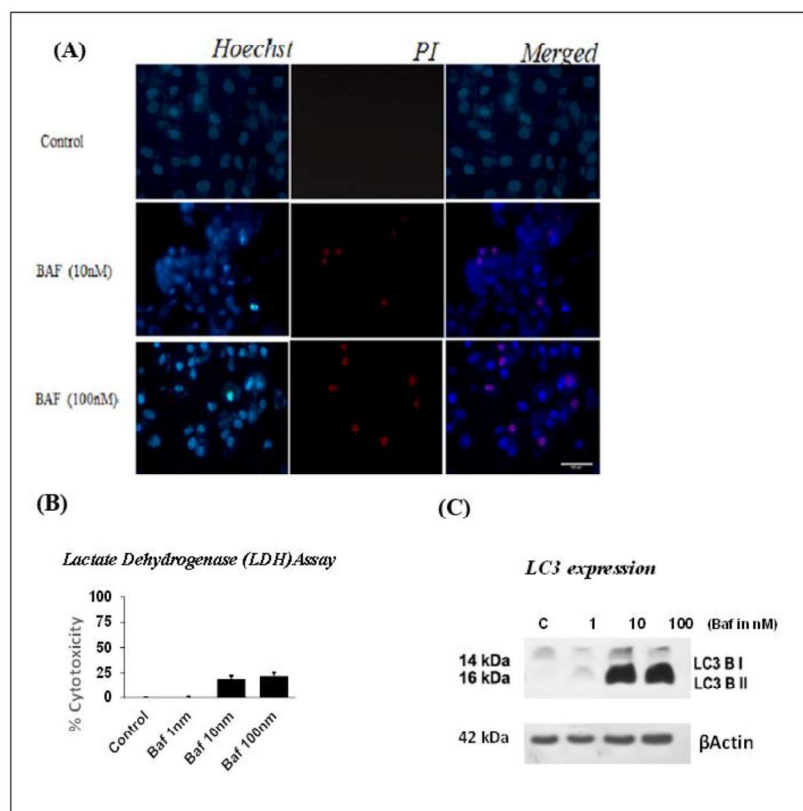 (A)
Hoechst PI Merged
Control
BAF (10nM)
BAF (100nM)
(B)
Lactate Dehydrogenase (LDH)Assay
% Cytotoxicity
100
75
50
25
0
Control
Baf 1nm
Baf 10nm
Baf 100nm
(C)
LC3 expression
C 1 10 100 (Baf in nM)
14 kDa
16 kDa
LC3 B I
LC3 B II
42 kDa
βActin